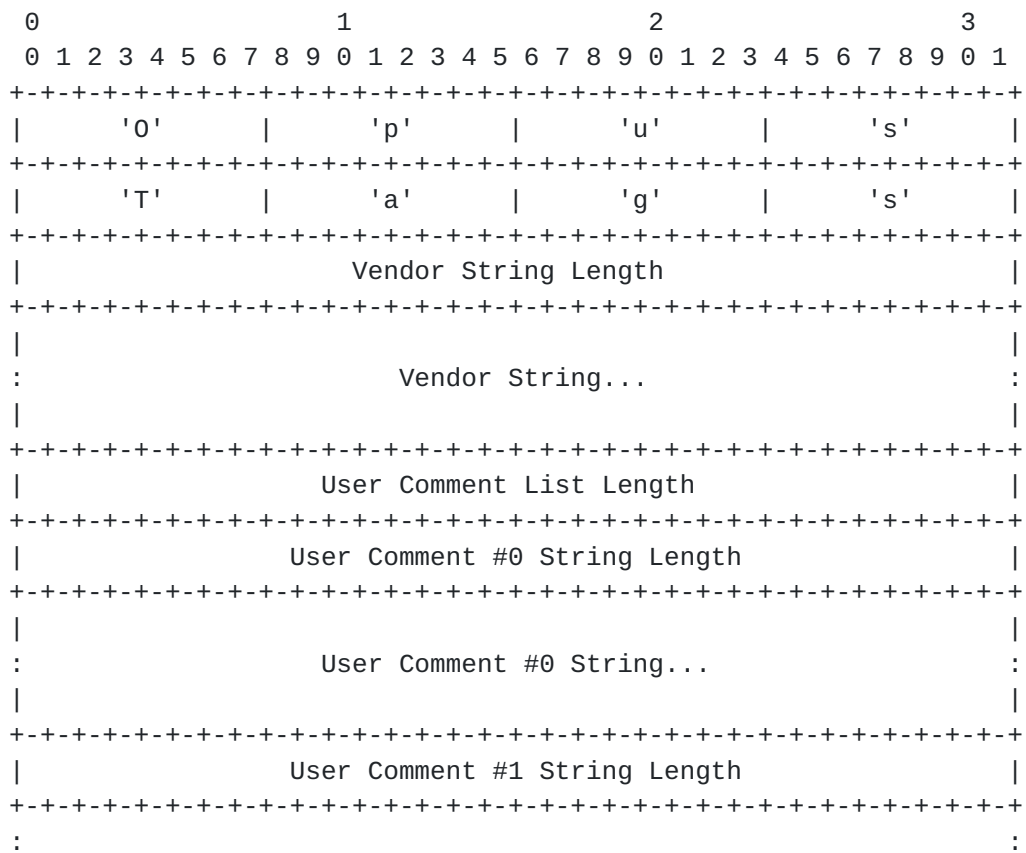 0                   1                   2                   3
 0 1 2 3 4 5 6 7 8 9 0 1 2 3 4 5 6 7 8 9 0 1 2 3 4 5 6 7 8 9 0 1
+-+-+-+-+-+-+-+-+-+-+-+-+-+-+-+-+-+-+-+-+-+-+-+-+-+-+-+-+-+-+-+-+
|      'O'      |      'p'      |      'u'      |      's'      |
+-+-+-+-+-+-+-+-+-+-+-+-+-+-+-+-+-+-+-+-+-+-+-+-+-+-+-+-+-+-+-+-+
|      'T'      |      'a'      |      'g'      |      's'      |
+-+-+-+-+-+-+-+-+-+-+-+-+-+-+-+-+-+-+-+-+-+-+-+-+-+-+-+-+-+-+-+-+
|                     Vendor String Length                      |
+-+-+-+-+-+-+-+-+-+-+-+-+-+-+-+-+-+-+-+-+-+-+-+-+-+-+-+-+-+-+-+-+
|                                                               |
:                        Vendor String...                       :
|                                                               |
+-+-+-+-+-+-+-+-+-+-+-+-+-+-+-+-+-+-+-+-+-+-+-+-+-+-+-+-+-+-+-+-+
|                   User Comment List Length                    |
+-+-+-+-+-+-+-+-+-+-+-+-+-+-+-+-+-+-+-+-+-+-+-+-+-+-+-+-+-+-+-+-+
|                 User Comment #0 String Length                 |
+-+-+-+-+-+-+-+-+-+-+-+-+-+-+-+-+-+-+-+-+-+-+-+-+-+-+-+-+-+-+-+-+
|                                                               |
:                   User Comment #0 String...                   :
|                                                               |
+-+-+-+-+-+-+-+-+-+-+-+-+-+-+-+-+-+-+-+-+-+-+-+-+-+-+-+-+-+-+-+-+
|                 User Comment #1 String Length                 |
+-+-+-+-+-+-+-+-+-+-+-+-+-+-+-+-+-+-+-+-+-+-+-+-+-+-+-+-+-+-+-+-+
:                                                               :